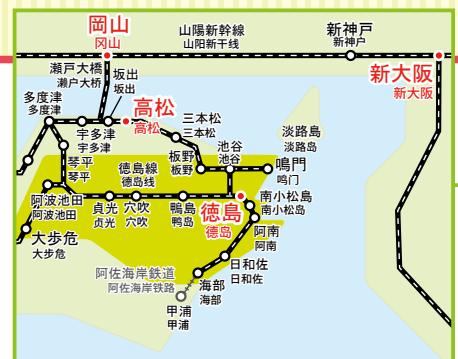 岡山
冈山
山陽新幹線
山阳新干线
新神戸
新神户
新大阪
新大阪
瀬戸大橋
濑户大桥
坂出
坂出
多度津
多度津
宇多津
宇多津
高松
高松
三本松
三本松
淡路島
淡路岛
琴平
琴平
板野
板野
池谷
池谷
鳴門
鸣门
徳島線
德岛线
阿波池田
阿波池田
貞光
贞光
穴吹
穴吹
鴨島
鸭岛
徳島
德岛
南小松島
南小松岛
大歩危
大步危
阿南
阿南
日和佐
日和佐
阿佐海岸鉄道
阿佐海岸铁路
海部
海部
甲浦
甲浦